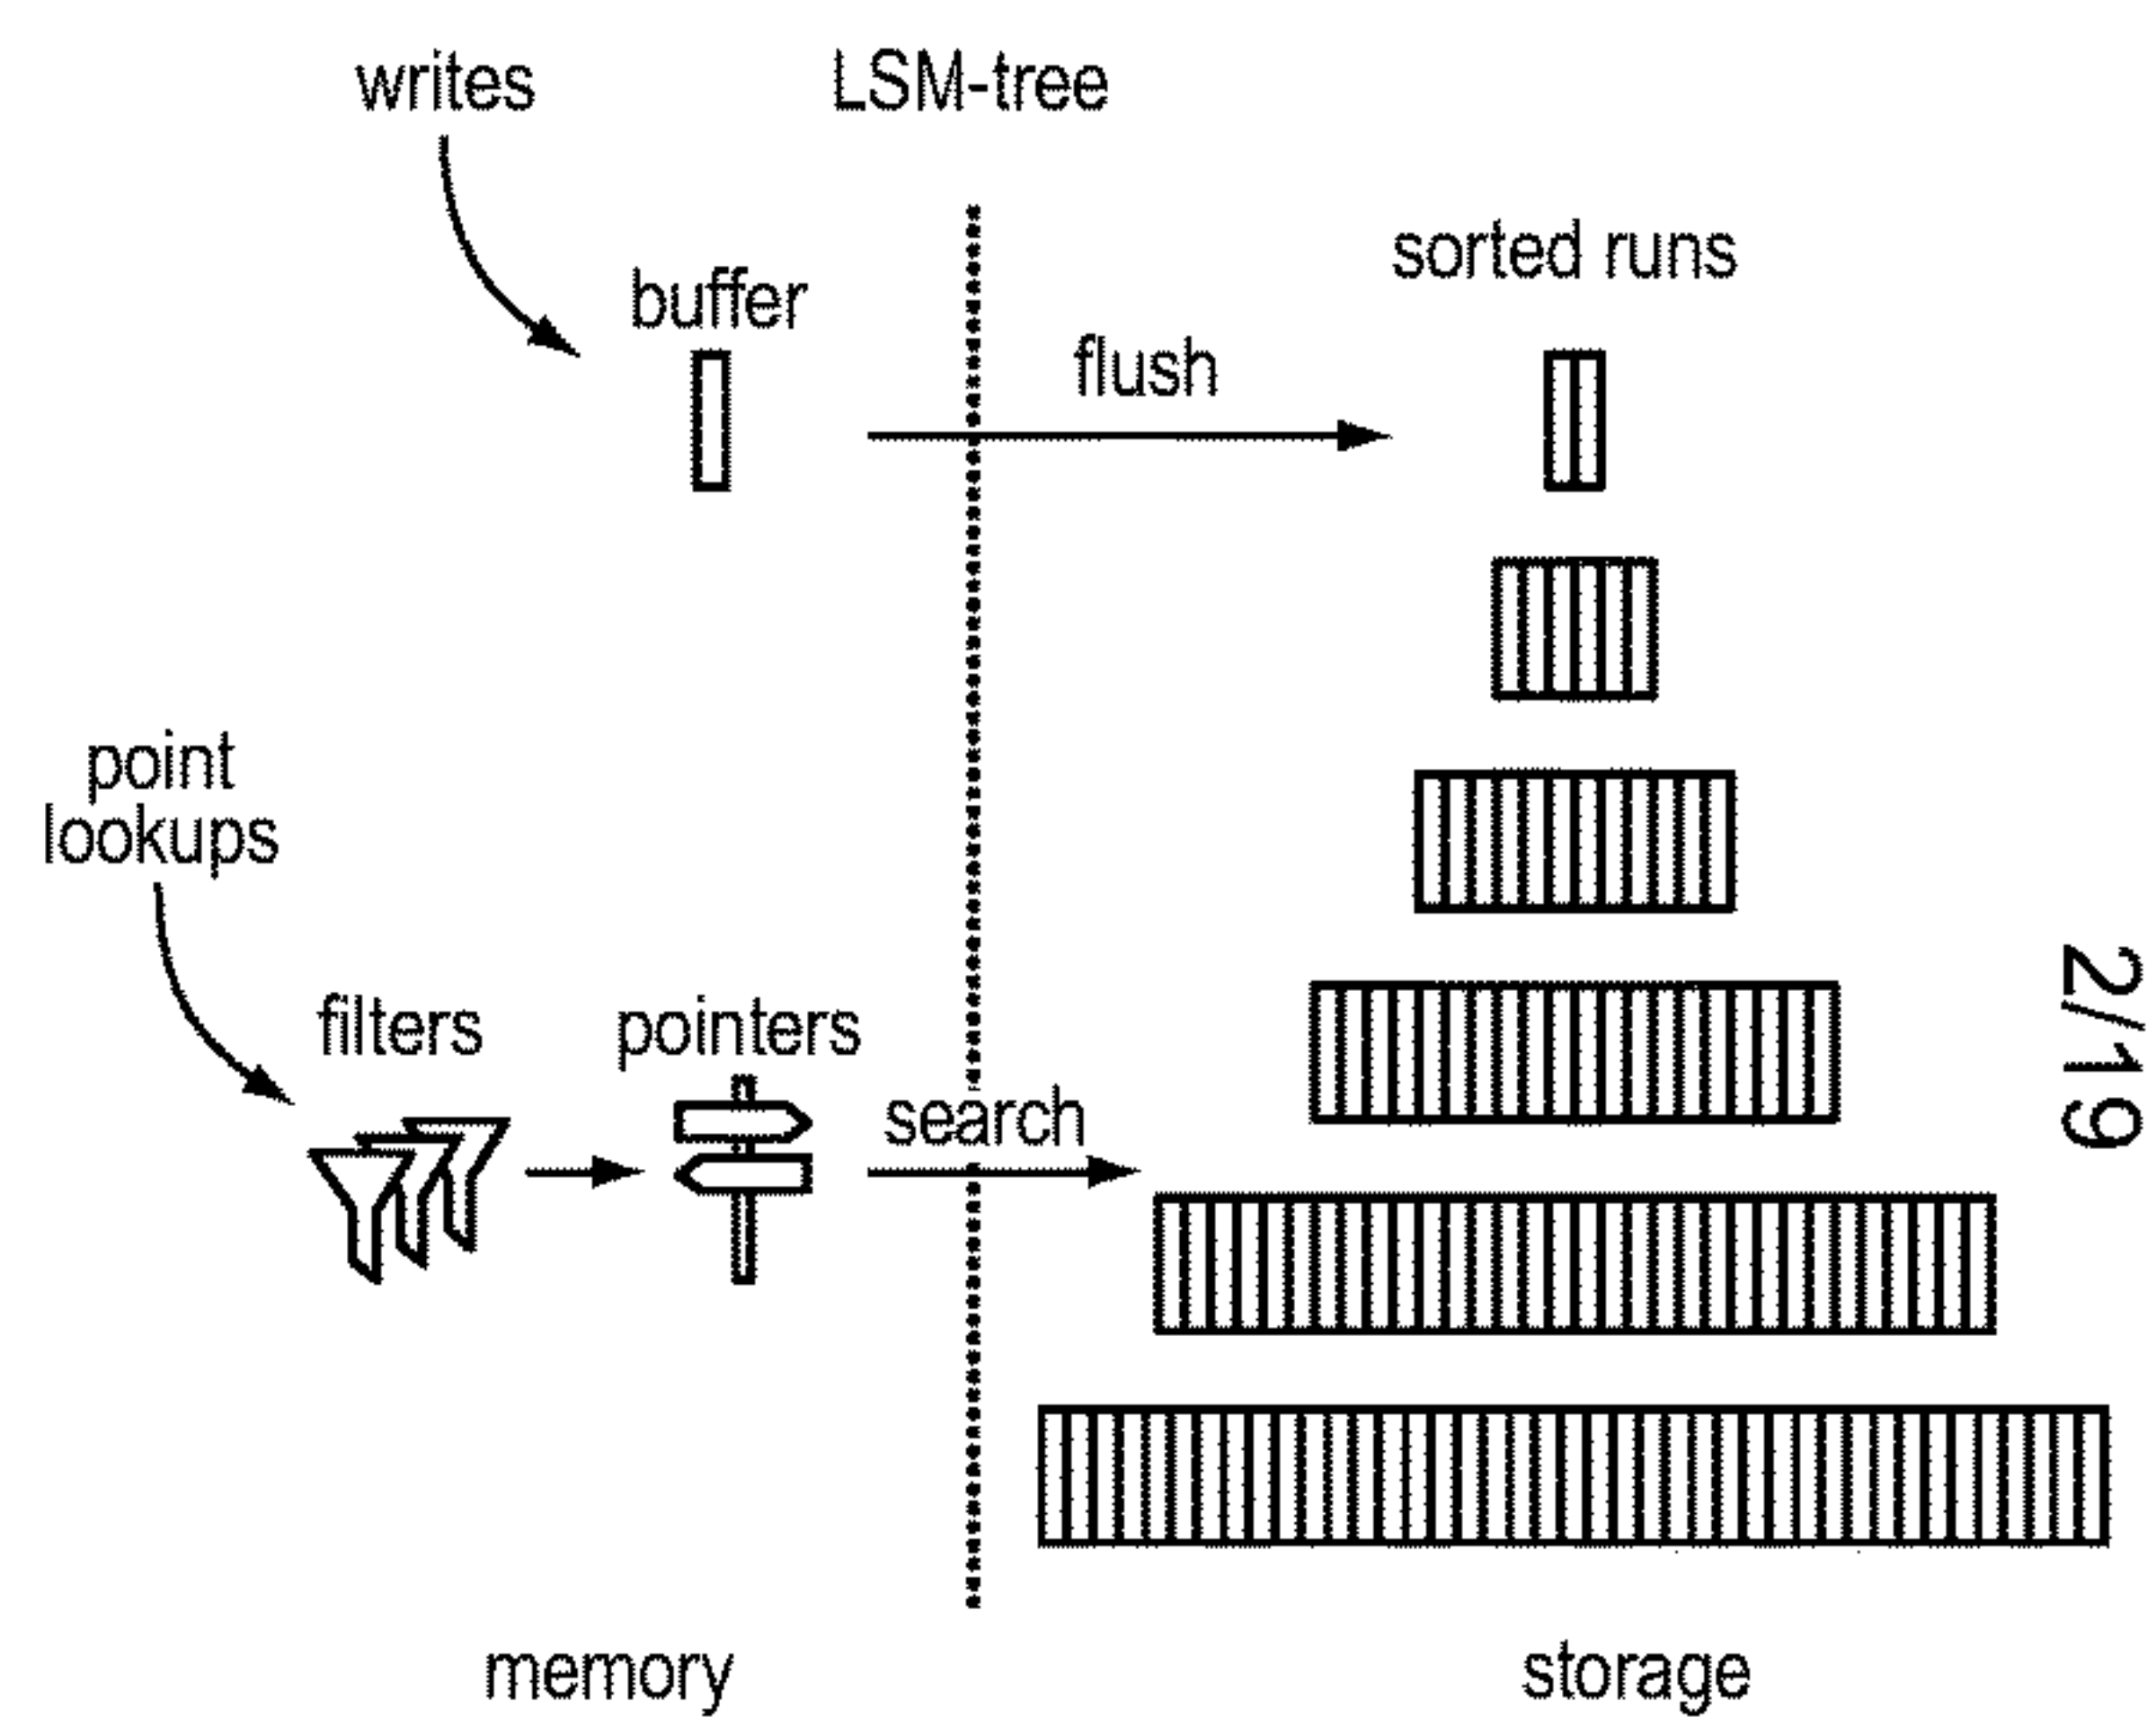 writes
LSM-tree
buffer
sorted runs
flush
point
lookups
filters
pointers
search
2/19
memory
storage